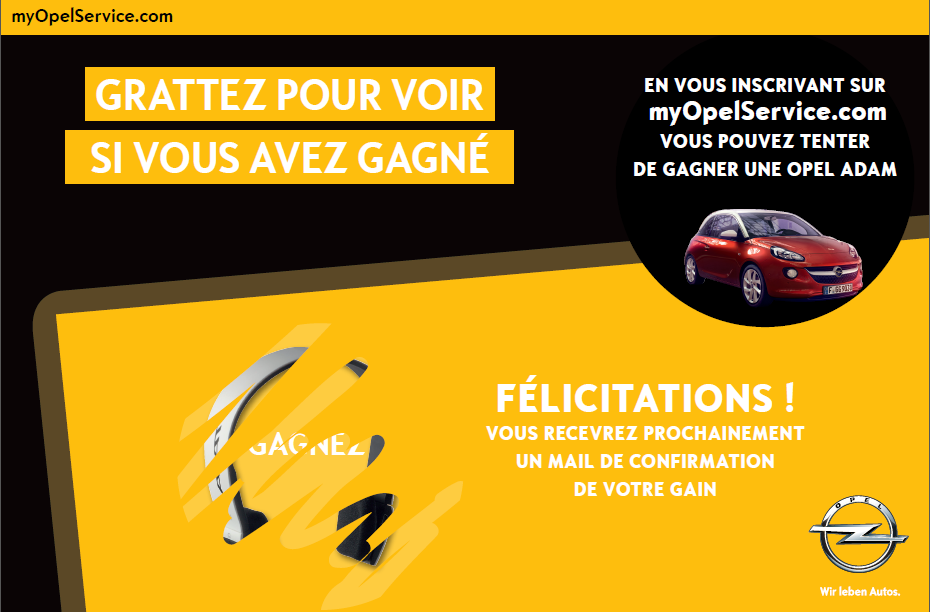 myOpelService.com
GRATTEZ POUR VOIR
SI VOUS AVEZ GAGNÉ
EN VOUS INSCRIVANT SUR
myOpelService.com
VOUS POUVEZ TENTER
DE GAGNER UNE OPEL ADAM
GAGNEZ
FÉLICITATIONS !
VOUS RECEVREZ PROCHAINEMENT
UN MAIL DE CONFIRMATION
DE VOTRE GAIN
OPEL
Wir leben Autos.